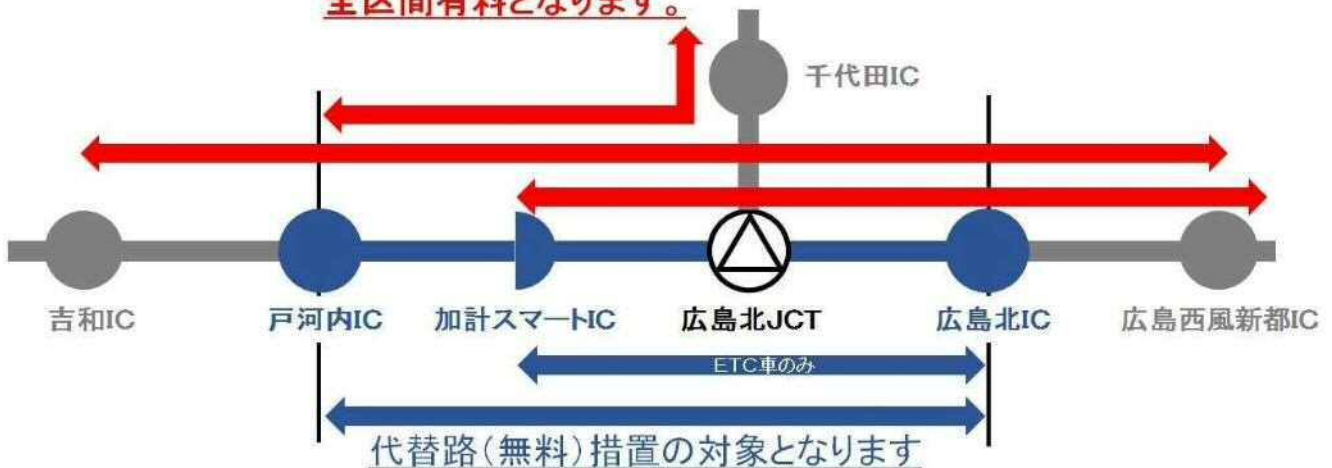 全区間有料となります。
千代田IC
吉和IC
戸河内IC
加計スマートIC
広島北JCT
広島北IC
広島西風新都IC
ETC車のみ
代替路(無料)措置の対象となります